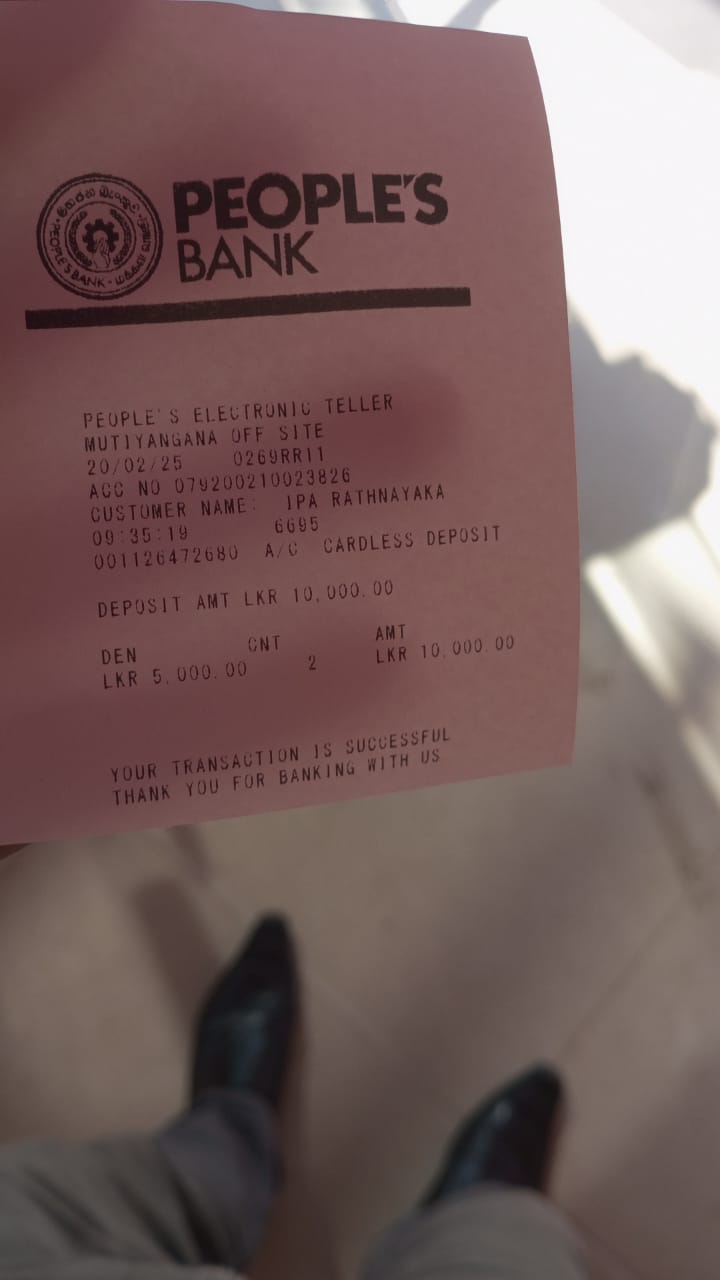 PEOPLE'S
BANK
PEOPLE'S BANK
PEOPLE'S ELECTRONIC TELLER
MUTIYANGANA OFF SITE
20/02/25 0269RR11
ACC NO 079200210023826
CUSTOMER NAME: IPA RATHNAYAKA
09:35:19 6695
001126472680 A/C CARDLESS DEPOSIT
DEPOSIT AMT LKR 10,000.00
DEN CNT AMT
LKR 5,000.00 2 LKR 10,000.00
YOUR TRANSACTION IS SUCCESSFUL
THANK YOU FOR BANKING WITH US